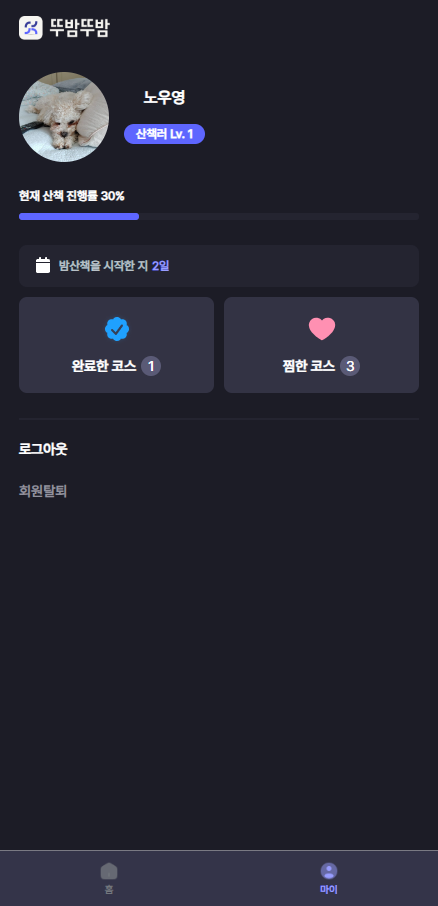 뚜밤뚜밤
노우영
산책러 Lv. 1
현재 산책 진행률 30%
밤산책을 시작한 지 2일
완료한 코스 1
찜한 코스 3
로그아웃
회원탈퇴
홈
마이